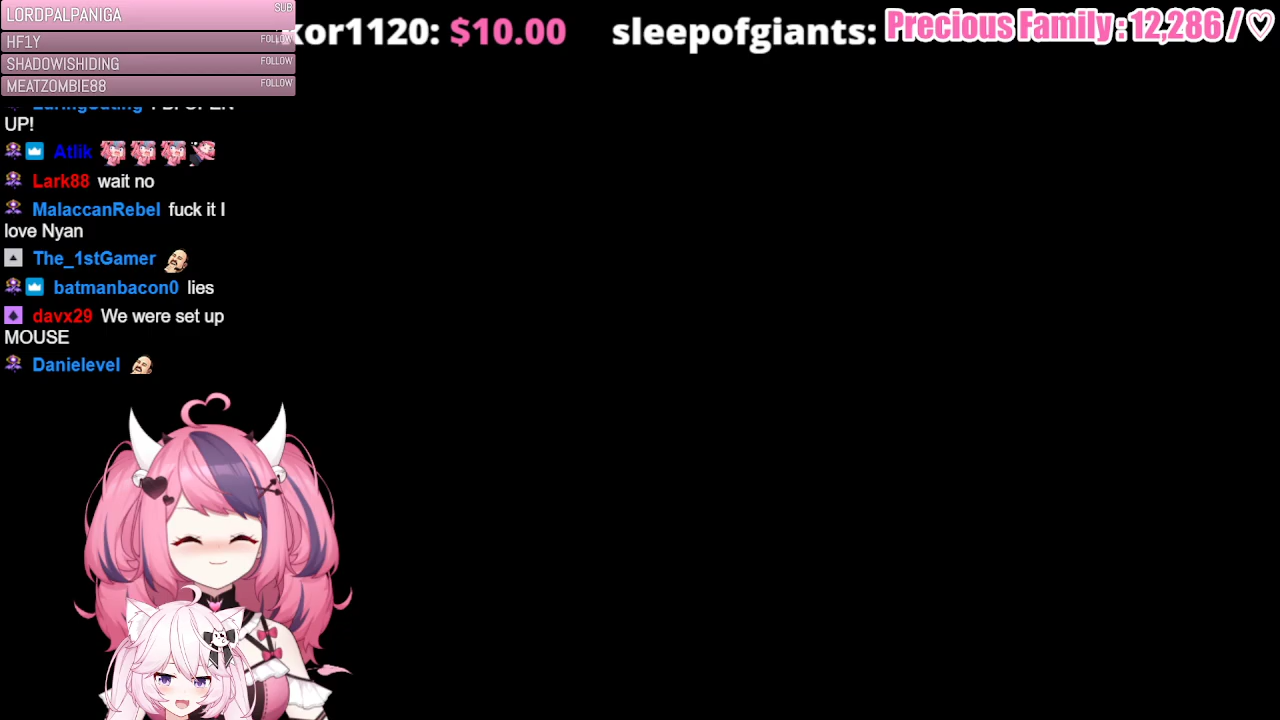 LORDPALPANIGA SUB
HF1Y FOLLOW
SHADOWISHIDING FOLLOW
MEATZOMBIE88 FOLLOW
kor1120: $10.00 sleepofgiants:
Precious Family : 12,286 / ♡
UP!
Atlik
Lark88 wait no
MalaccanRebel fuck it I
love Nyan
The_1stGamer
batmanbacon0 lies
davx29 We were set up
MOUSE
Danielevel